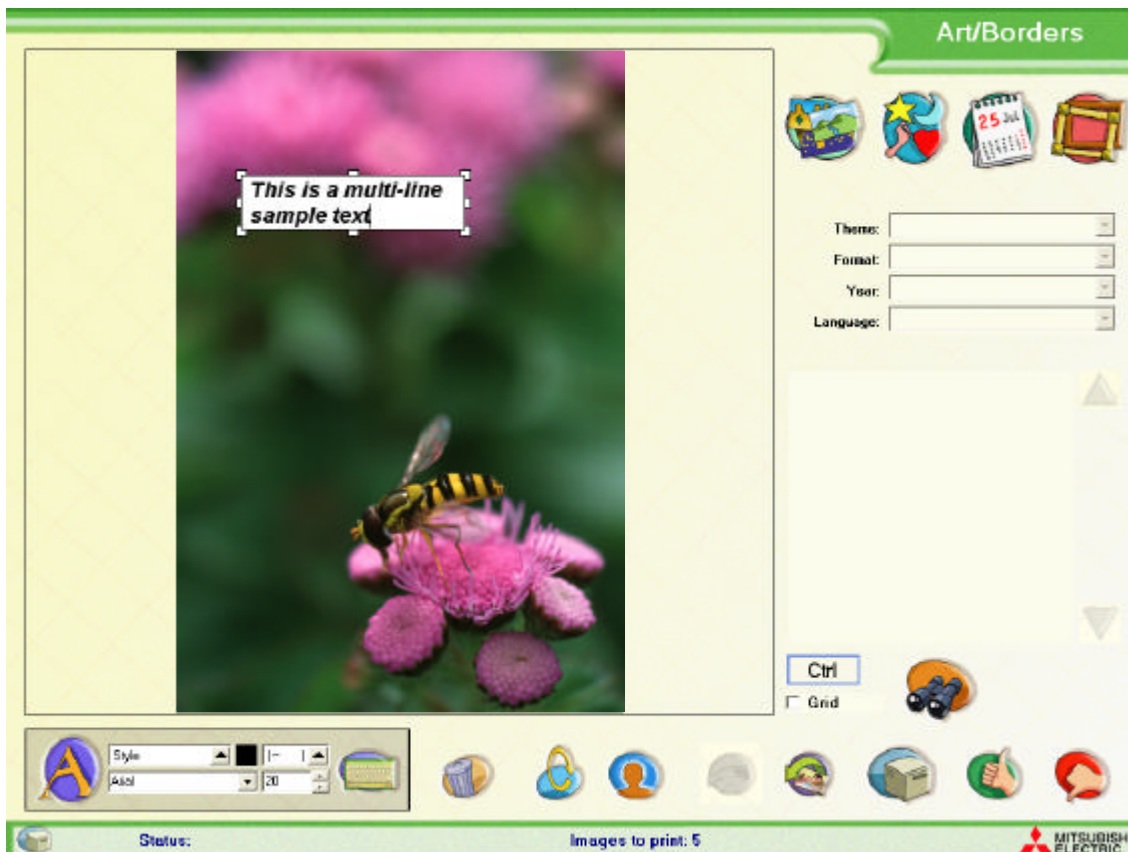 Art/Borders
25 Jul
This is a multi-line
sample text
Theme:
Format:
Year:
Language:
Ctrl
Grid
A
Style
Arial
20
Status:
Images to print: 5
MITSUBISHI
ELECTRIC